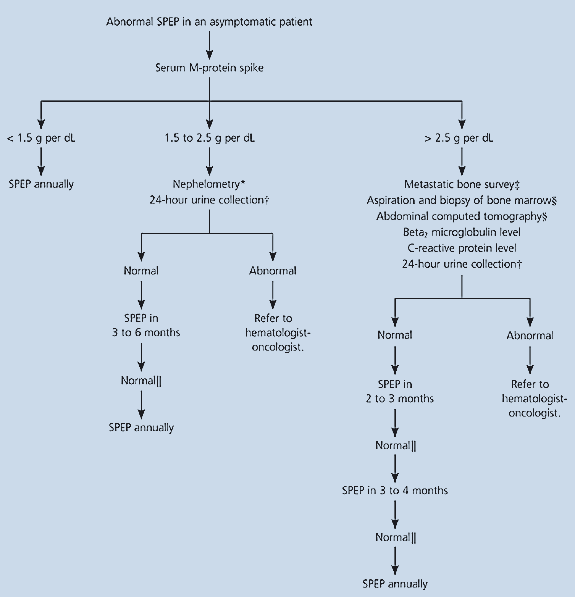 Abnormal SPEP in an asymptomatic patient
Serum M-protein spike
< 1.5 g per dL
1.5 to 2.5 g per dL
> 2.5 g per dL
SPEP annually
Nephelometry*
24-hour urine collection†
Metastatic bone survey‡
Aspiration and biopsy of bone marrow§
Abdominal computed tomography§
Beta₂ microglobulin level
C-reactive protein level
24-hour urine collection†
Normal
Abnormal
SPEP in
3 to 6 months
Refer to
hematologist-
oncologist.
Normal||
SPEP annually
Normal
Abnormal
SPEP in
2 to 3 months
Refer to
hematologist-
oncologist.
Normal||
SPEP in 3 to 4 months
Normal||
SPEP annually